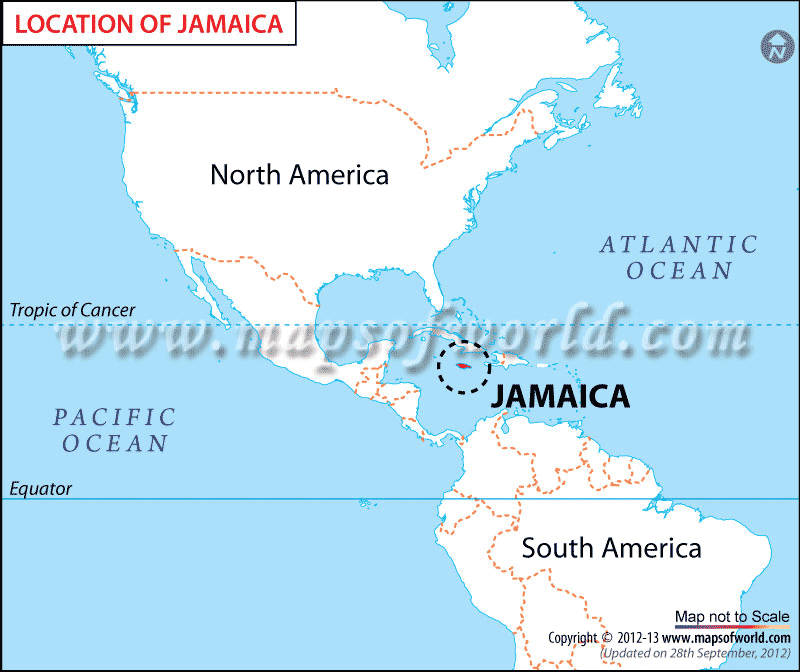 LOCATION OF JAMAICA
N
North America
ATLANTIC
OCEAN
Tropic of Cancer
www.mapsofworld.com
JAMAICA
PACIFIC
OCEAN
Equator
South America
Map not to Scale
Copyright © 2012-13 www.mapsofworld.com
(Updated on 28th September, 2012)